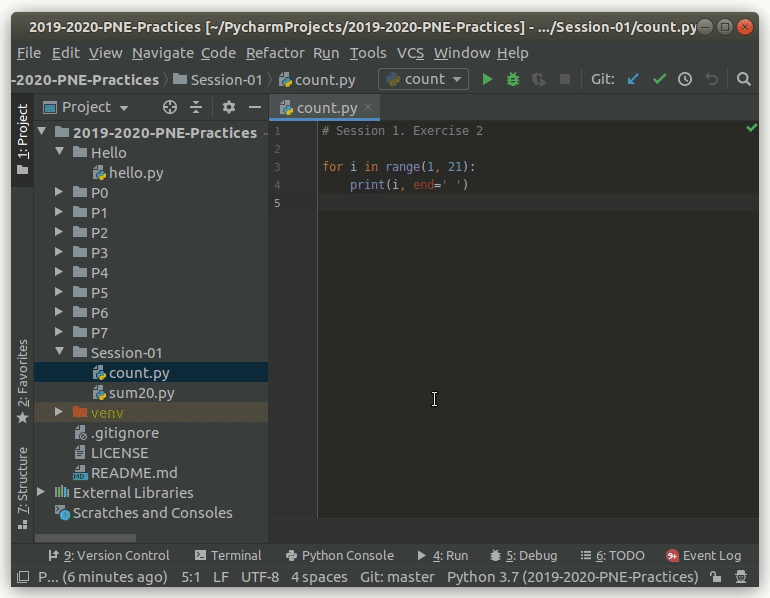 2019-2020-PNE-Practices [~/PycharmProjects/2019-2020-PNE-Practices] - .../Session-01/count.py
File Edit View Navigate Code Refactor Run Tools VCS Window Help
-2020-PNE-Practices Session-01 count.py count Git:
1: Project
Project
count.py
2019-2020-PNE-Practices
Hello
hello.py
P0
P1
P2
P3
P4
P5
P6
P7
Session-01
count.py
sum20.py
venv
.gitignore
LICENSE
README.md
External Libraries
Scratches and Consoles
1 # Session 1. Exercise 2
2
3 for i in range(1, 21):
4 print(i, end=' ')
5
2: Favorites
7: Structure
9: Version Control Terminal Python Console 4: Run 5: Debug 6: TODO 9+ Event Log
P... (6 minutes ago) 5:1 LF UTF-8 4 spaces Git: master Python 3.7 (2019-2020-PNE-Practices)